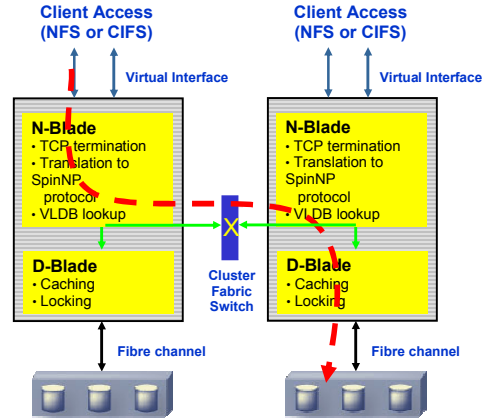 Client Access
(NFS or CIFS)
Virtual Interface
N-Blade
• TCP termination
• Translation to
SpinNP
protocol
• VLDB lookup
D-Blade
• Caching
• Locking
Fibre channel
X
Cluster
Fabric
Switch
Client Access
(NFS or CIFS)
Virtual Interface
N-Blade
• TCP termination
• Translation to
SpinNP
protocol
• VLDB lookup
D-Blade
• Caching
• Locking
Fibre channel